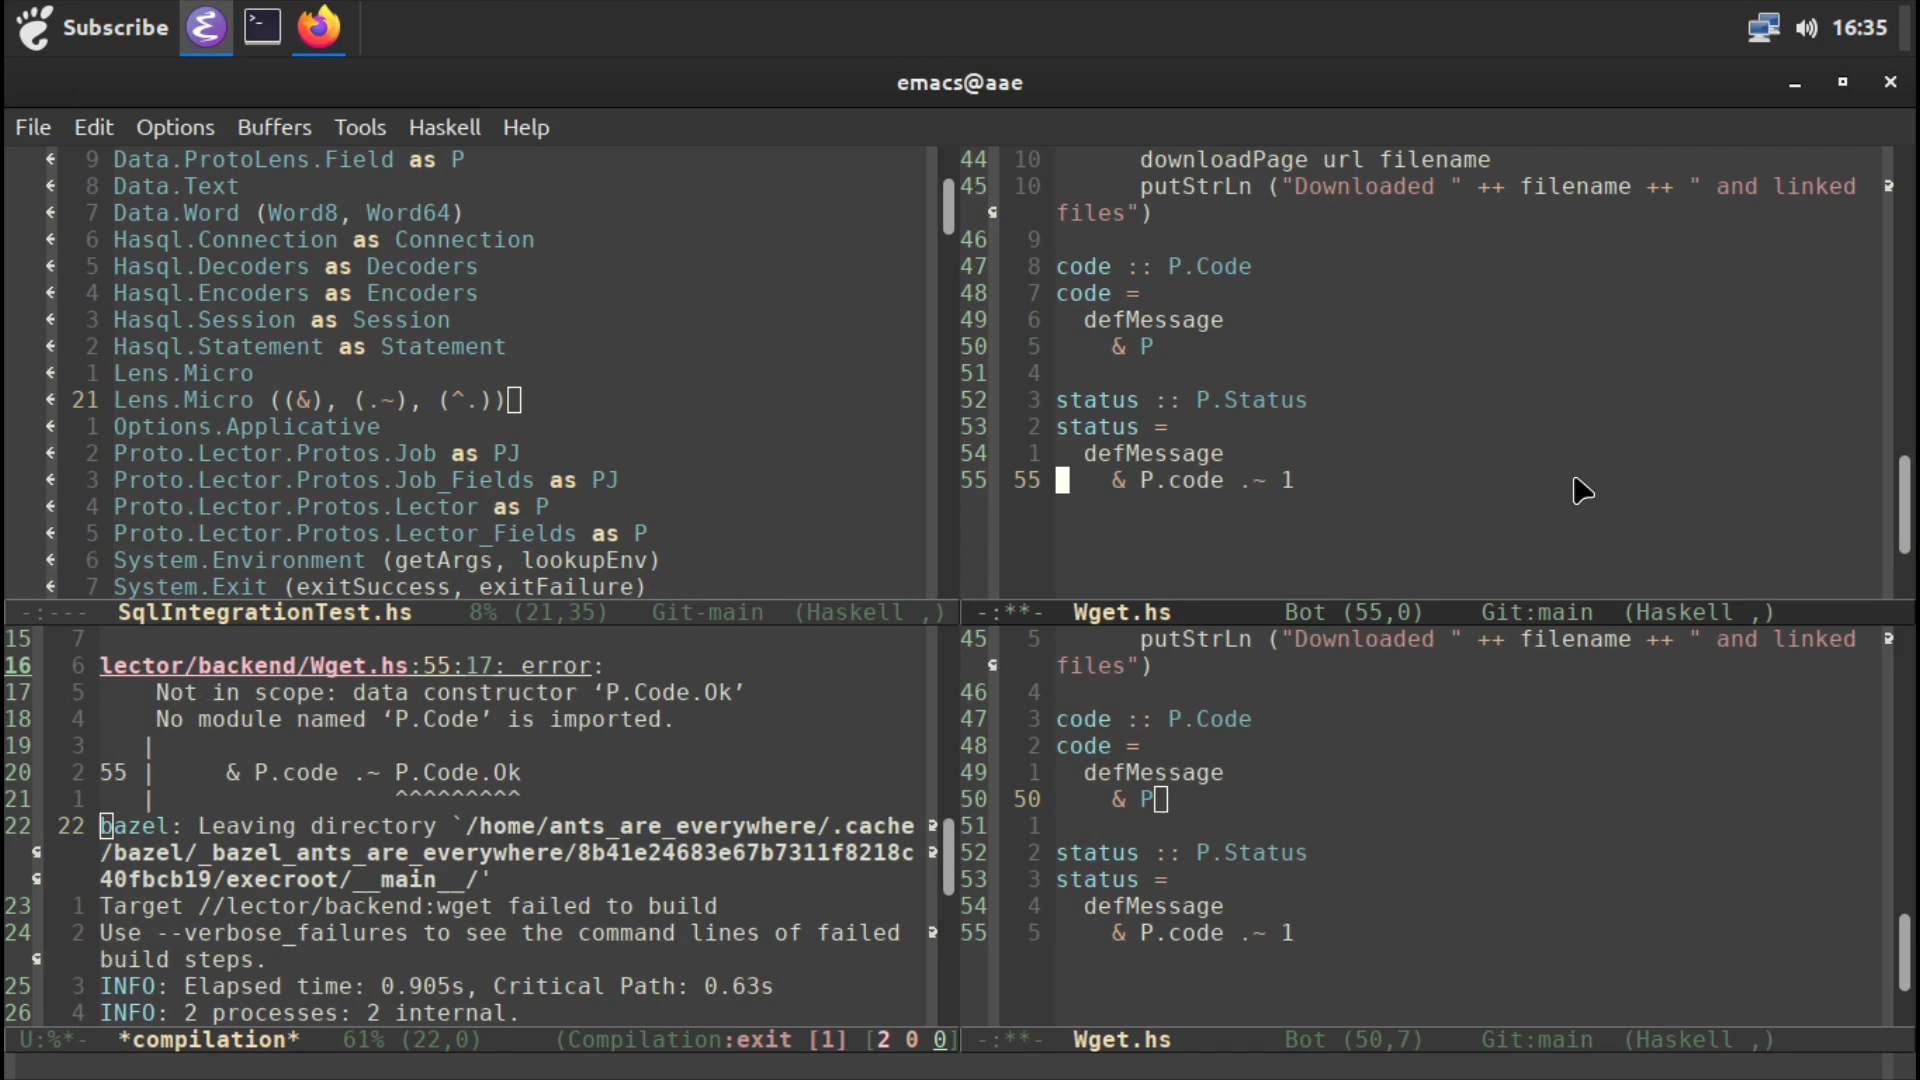 Subscribe
16:35
emacs@aae
File Edit Options Buffers Tools Haskell Help
9 Data.ProtoLens.Field as P
8 Data.Text
7 Data.Word (Word8, Word64)
6 Hasql.Connection as Connection
5 Hasql.Decoders as Decoders
4 Hasql.Encoders as Encoders
3 Hasql.Session as Session
2 Hasql.Statement as Statement
1 Lens.Micro
21 Lens.Micro ((&), (.~), (^.))
1 Options.Applicative
2 Proto.Lector.Protos.Job as PJ
3 Proto.Lector.Protos.Job_Fields as PJ
4 Proto.Lector.Protos.Lector as P
5 Proto.Lector.Protos.Lector_Fields as P
6 System.Environment (getArgs, lookupEnv)
7 System.Exit (exitSuccess, exitFailure)
-:--- SqlIntegrationTest.hs 8% (21,35) Git-main (Haskell ,)
44 10 downloadPage url filename
45 10 putStrLn ("Downloaded " ++ filename ++ " and linked
files")
46 9
47 8 code :: P.Code
48 7 code =
49 6 defMessage
50 5 & P
51 4
52 3 status :: P.Status
53 2 status =
54 1 defMessage
55 55 & P.code .~ 1
-:**- Wget.hs Bot (55,0) Git:main (Haskell ,)
15 7
16 6 lector/backend/Wget.hs:55:17: error:
17 5 Not in scope: data constructor ‘P.Code.Ok’
18 4 No module named ‘P.Code’ is imported.
19 3 |
20 2 55 | & P.code .~ P.Code.Ok
21 1 | ^^^^^^^^^
22 22 bazel: Leaving directory `/home/ants_are_everywhere/.cache
/bazel/_bazel_ants_are_everywhere/8b41e24683e67b7311f8218c
40fbcb19/execroot/__main__/'
23 1 Target //lector/backend:wget failed to build
24 2 Use --verbose_failures to see the command lines of failed
build steps.
25 3 INFO: Elapsed time: 0.905s, Critical Path: 0.63s
26 4 INFO: 2 processes: 2 internal.
U:%*- *compilation* 61% (22,0) (Compilation:exit [1] [2 0 0]
45 5 putStrLn ("Downloaded " ++ filename ++ " and linked
files")
46 4
47 3 code :: P.Code
48 2 code =
49 1 defMessage
50 50 & P
51 1
52 2 status :: P.Status
53 3 status =
54 4 defMessage
55 5 & P.code .~ 1
-:**- Wget.hs Bot (50,7) Git:main (Haskell ,)